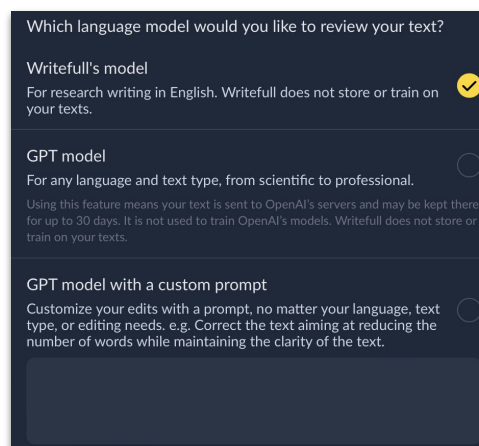 Which language model would you like to review your text?
Writefull's model
For research writing in English. Writefull does not store or train on
your texts.
GPT model
For any language and text type, from scientific to professional.
Using this feature means your text is sent to OpenAI's servers and may be kept there
for up to 30 days. It is not used to train OpenAI's models. Writefull does not store or
train on your texts.
GPT model with a custom prompt
Customize your edits with a prompt, no matter your language, text
type, or editing needs. e.g. Correct the text aiming at reducing the
number of words while maintaining the clarity of the text.